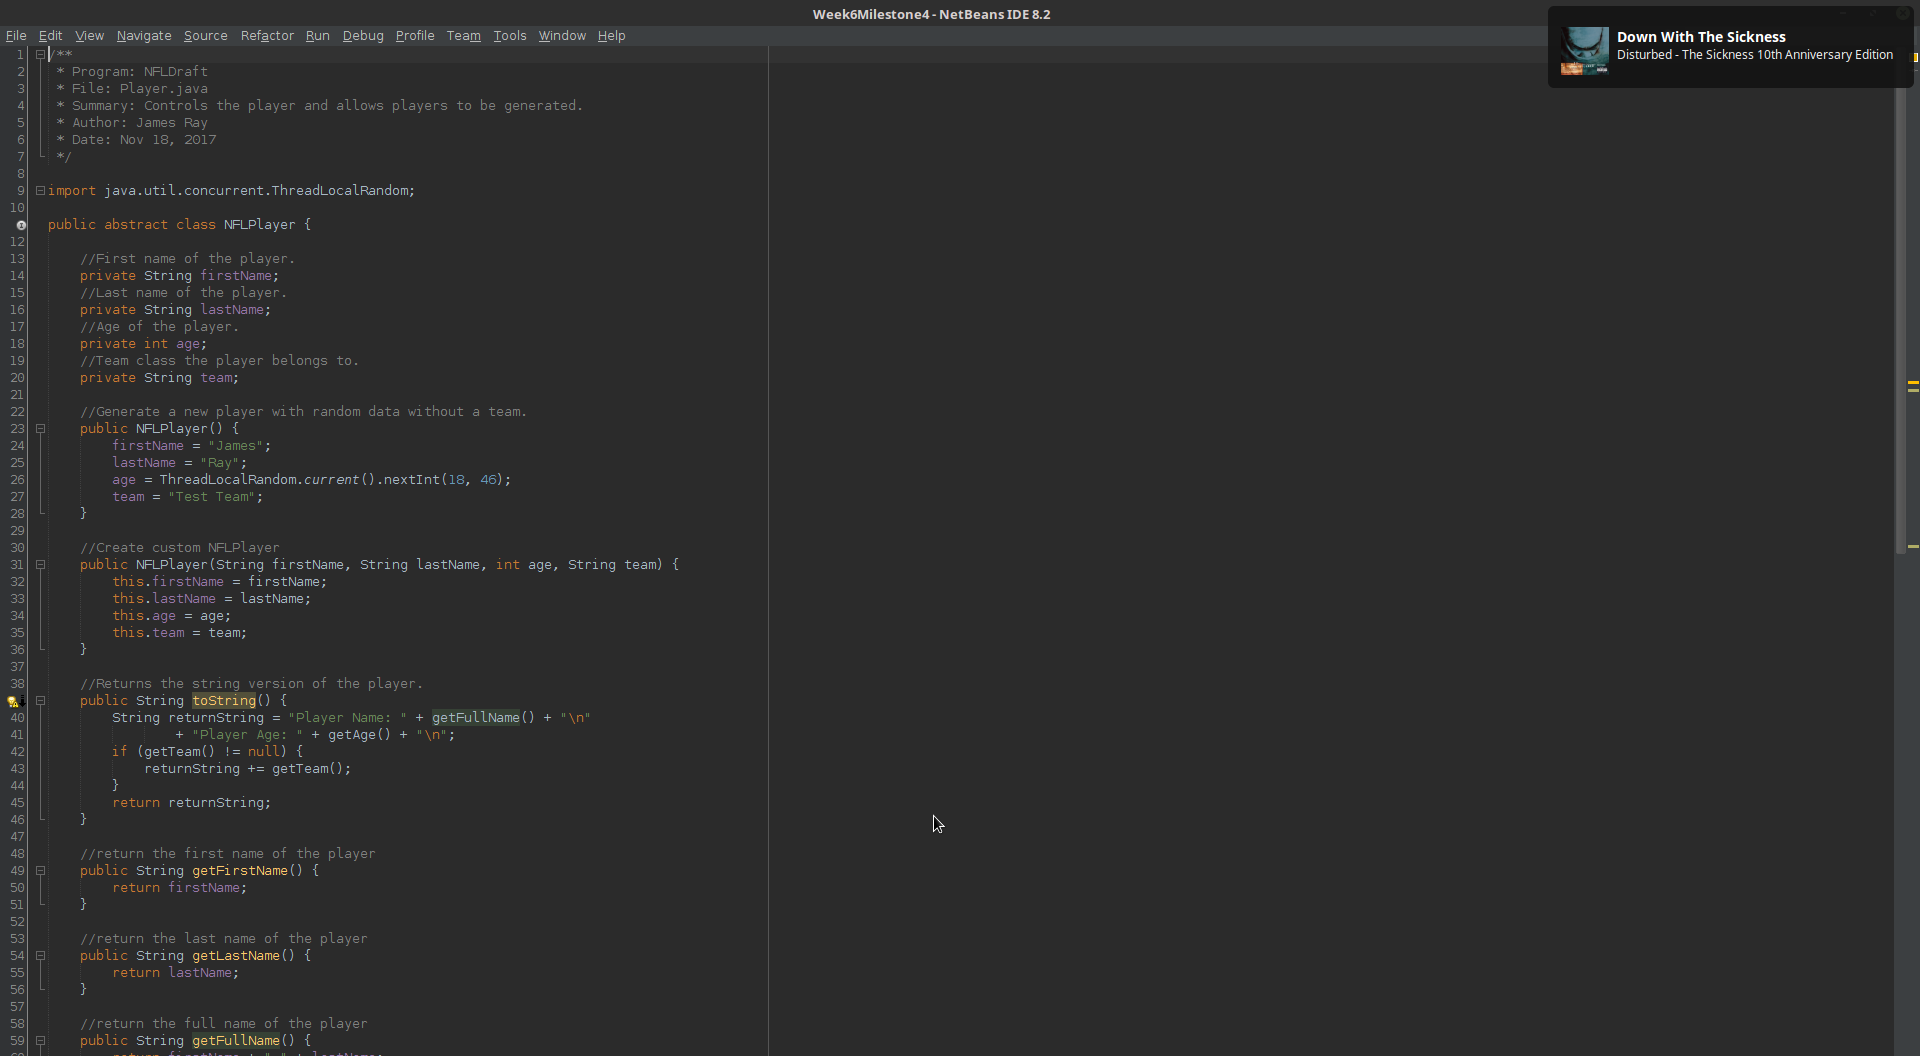 Week6Milestone4 - NetBeans IDE 8.2
File Edit View Navigate Source Refactor Run Debug Profile Team Tools Window Help
Down With The Sickness
Disturbed - The Sickness 10th Anniversary Edition
1 /**
2 * Program: NFLDraft
3 * File: Player.java
4 * Summary: Controls the player and allows players to be generated.
5 * Author: James Ray
6 * Date: Nov 18, 2017
7 */
8
9 import java.util.concurrent.ThreadLocalRandom;
10
public abstract class NFLPlayer {
12
13 //First name of the player.
14 private String firstName;
15 //Last name of the player.
16 private String lastName;
17 //Age of the player.
18 private int age;
19 //Team class the player belongs to.
20 private String team;
21
22 //Generate a new player with random data without a team.
23 public NFLPlayer() {
24 firstName = "James";
25 lastName = "Ray";
26 age = ThreadLocalRandom.current().nextInt(18, 46);
27 team = "Test Team";
28 }
29
30 //Create custom NFLPlayer
31 public NFLPlayer(String firstName, String lastName, int age, String team) {
32 this.firstName = firstName;
33 this.lastName = lastName;
34 this.age = age;
35 this.team = team;
36 }
37
38 //Returns the string version of the player.
public String toString() {
40 String returnString = "Player Name: " + getFullName() + "\n"
41 + "Player Age: " + getAge() + "\n";
42 if (getTeam() != null) {
43 returnString += getTeam();
44 }
45 return returnString;
46 }
47
48 //return the first name of the player
49 public String getFirstName() {
50 return firstName;
51 }
52
53 //return the last name of the player
54 public String getLastName() {
55 return lastName;
56 }
57
58 //return the full name of the player
59 public String getFullName() {